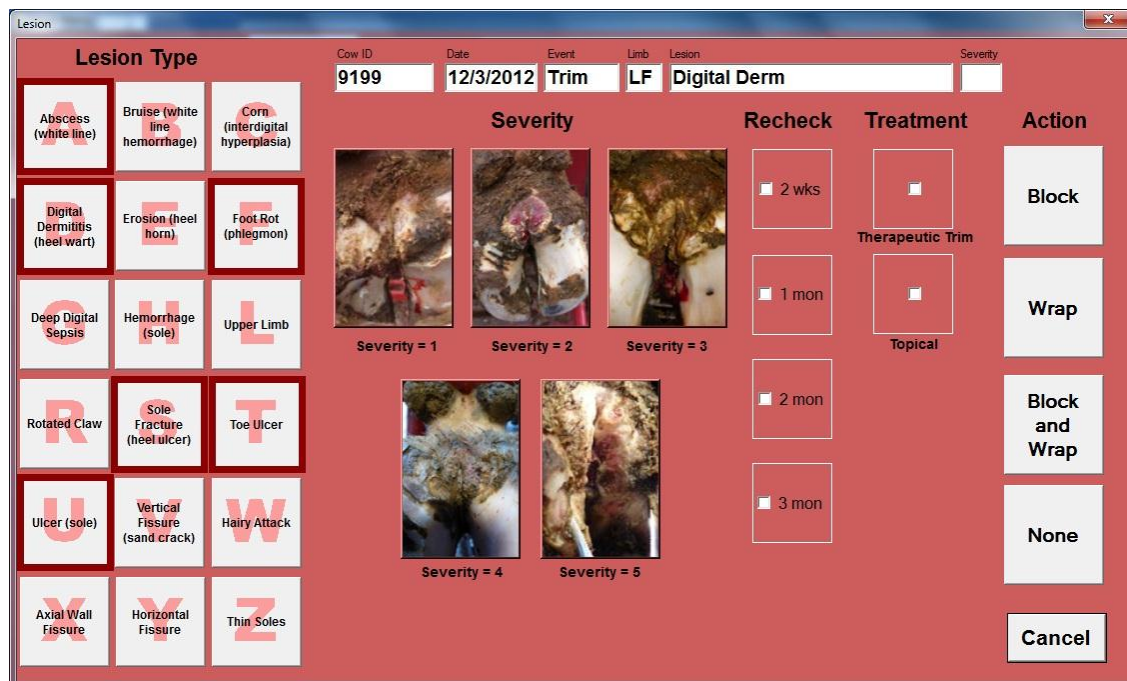 Lesion
X
Lesion Type
Cow ID
Date
Event
Limb
Lesion
Severity
9199
12/3/2012
Trim
LF
Digital Derm
A
Abscess
(white line)
B
Bruise (white
line
hemorrhage)
C
Corn
(interdigital
hyperplasia)
D
Digital
Dermititis
(heel wart)
E
Erosion (heel
horn)
F
Foot Rot
(phlegmon)
G
Deep Digital
Sepsis
H
Hemorrhage
(sole)
L
Upper Limb
R
Rotated Claw
S
Sole
Fracture
(heel ulcer)
T
Toe Ulcer
U
Ulcer (sole)
V
Vertical
Fissure
(sand crack)
W
Hairy Attack
X
Axial Wall
Fissure
Y
Horizontal
Fissure
Z
Thin Soles
Severity
Severity = 1
Severity = 2
Severity = 3
Severity = 4
Severity = 5
Recheck
2 wks
1 mon
2 mon
3 mon
Treatment
Therapeutic Trim
Topical
Action
Block
Wrap
Block
and
Wrap
None
Cancel